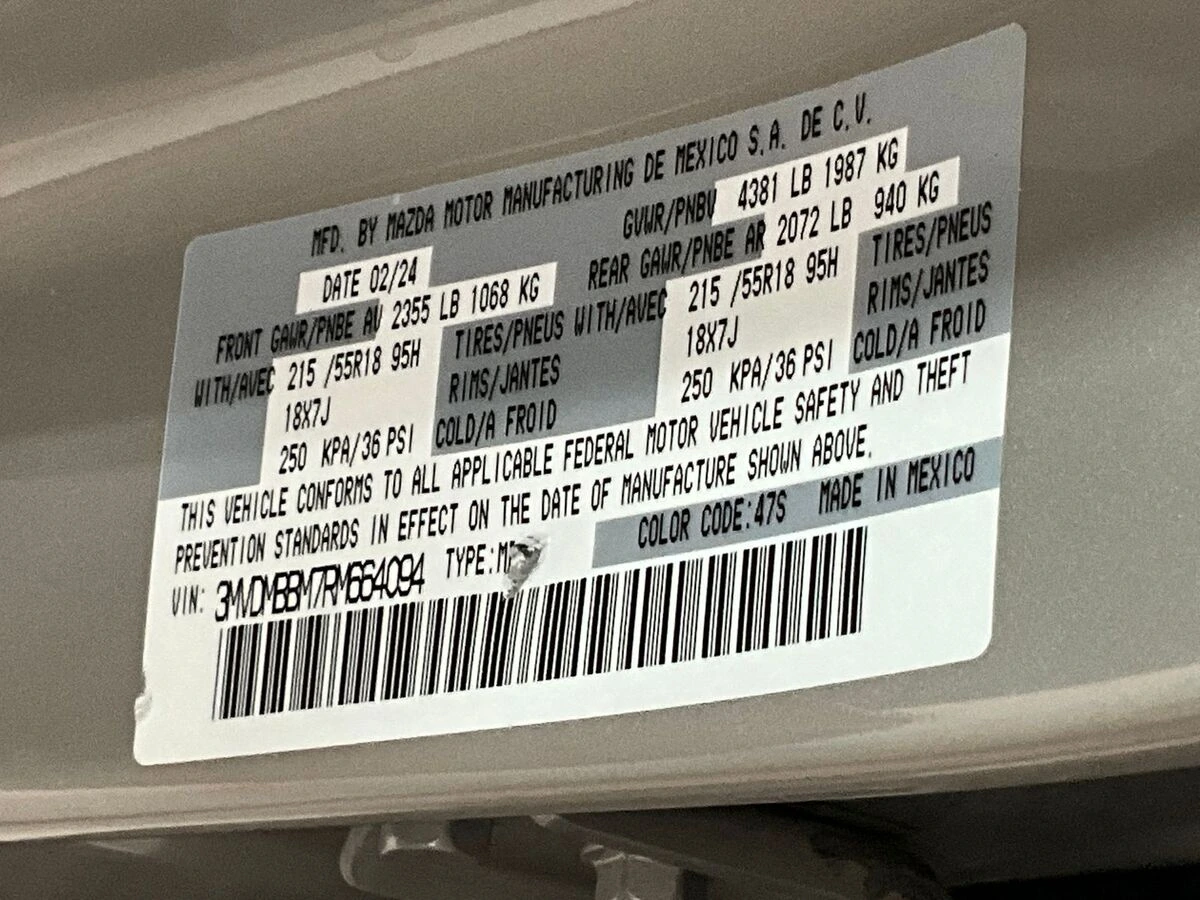 MFD. BY MAZDA MOTOR MANUFACTURING DE MEXICO S.A. DE C.V.
DATE 02/24 GVWR/PNBV 4381 LB 1987 KG
FRONT GAWR/PNBE AV 2355 LB 1068 KG REAR GAWR/PNBE AR 2072 LB 940 KG
WITH/AVEC 215 /55R18 95H TIRES/PNEUS WITH/AVEC 215 /55R18 95H TIRES/PNEUS
18X7J RIMS/JANTES 18X7J RIMS/JANTES
250 KPA/36 PSI COLD/A FROID 250 KPA/36 PSI COLD/A FROID
THIS VEHICLE CONFORMS TO ALL APPLICABLE FEDERAL MOTOR VEHICLE SAFETY AND THEFT
PREVENTION STANDARDS IN EFFECT ON THE DATE OF MANUFACTURE SHOWN ABOVE.
VIN: 3MVDMBBM7RM664094 TYPE: COLOR CODE:47S MADE IN MEXICO